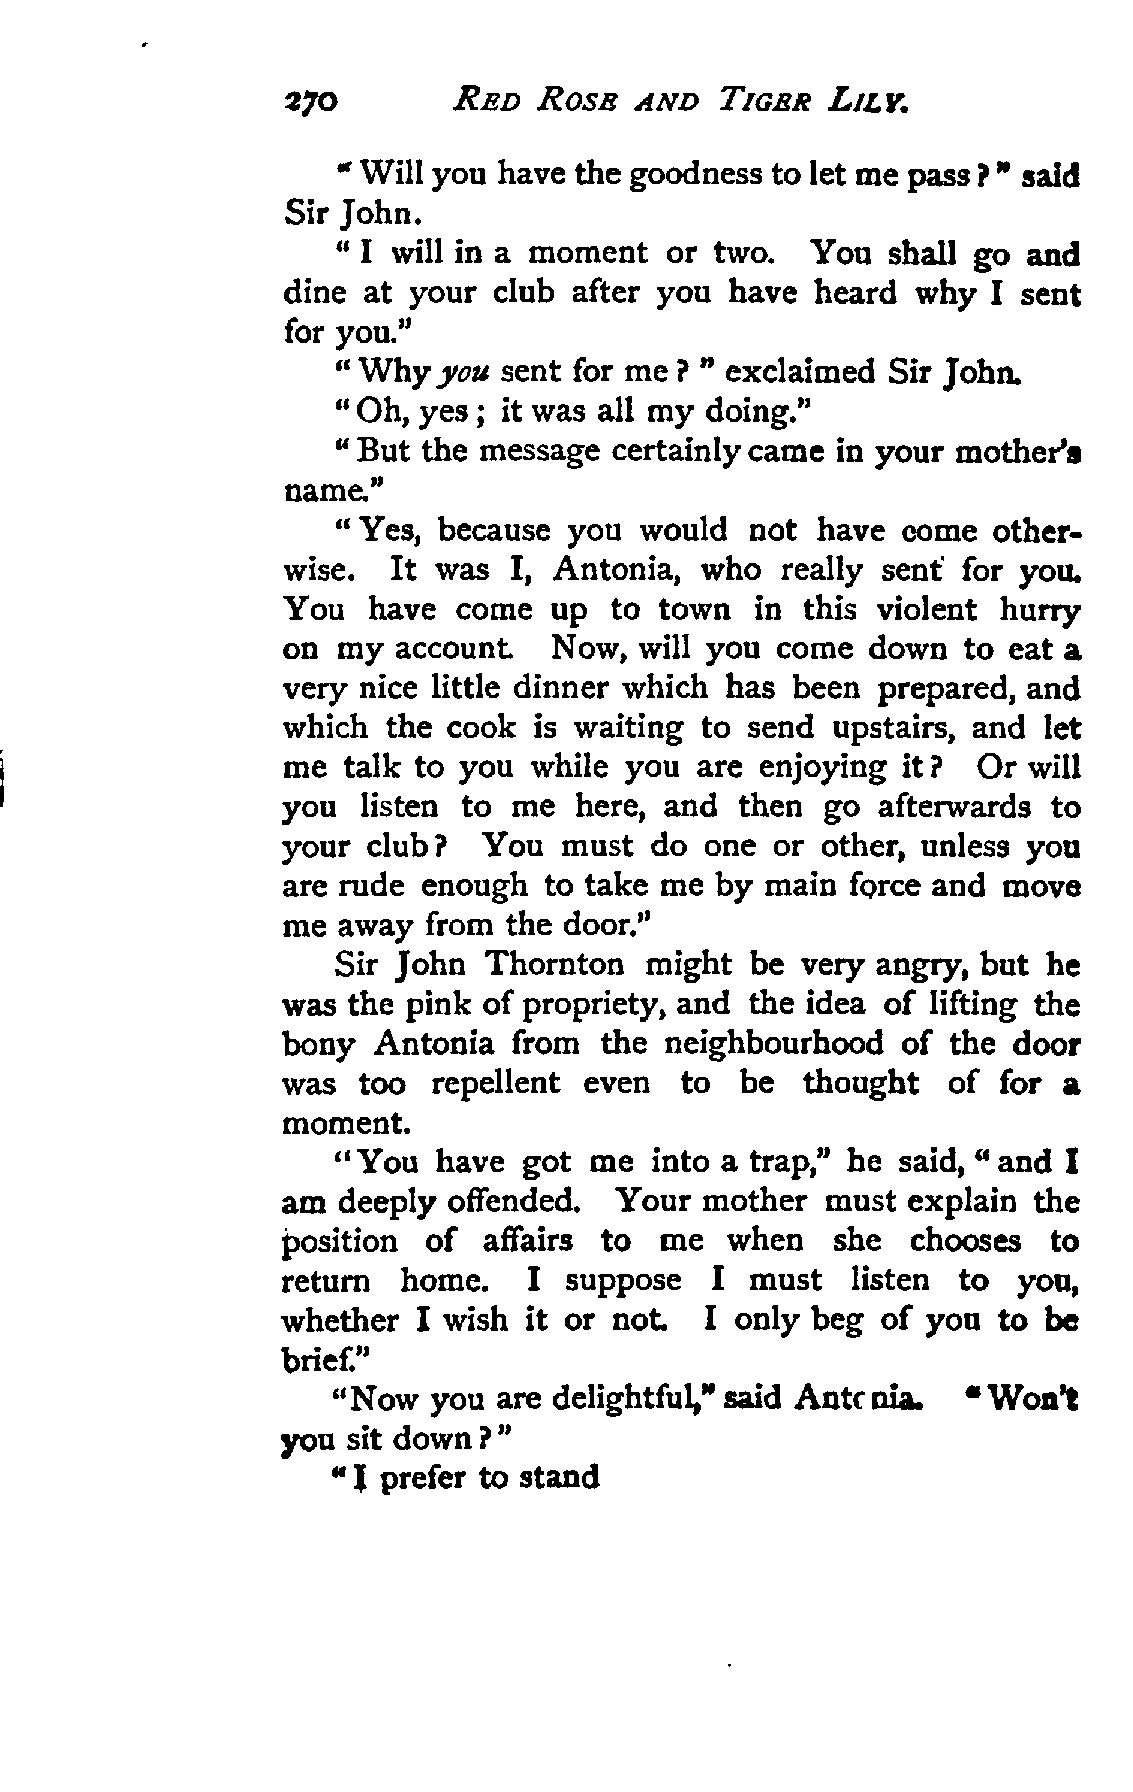 270 RED ROSE AND TIGER LILY.
" Will you have the goodness to let me pass ? " said
Sir John.
" I will in a moment or two. You shall go and
dine at your club after you have heard why I sent
for you."
" Why you sent for me ? " exclaimed Sir John.
" Oh, yes ; it was all my doing."
" But the message certainly came in your mother's
name."
" Yes, because you would not have come other-
wise. It was I, Antonia, who really sent for you.
You have come up to town in this violent hurry
on my account. Now, will you come down to eat a
very nice little dinner which has been prepared, and
which the cook is waiting to send upstairs, and let
me talk to you while you are enjoying it ? Or will
you listen to me here, and then go afterwards to
your club ? You must do one or other, unless you
are rude enough to take me by main force and move
me away from the door."
Sir John Thornton might be very angry, but he
was the pink of propriety, and the idea of lifting the
bony Antonia from the neighbourhood of the door
was too repellent even to be thought of for a
moment.
" You have got me into a trap," he said, " and I
am deeply offended. Your mother must explain the
position of affairs to me when she chooses to
return home. I suppose I must listen to you,
whether I wish it or not. I only beg of you to be
brief."
" Now you are delightful," said Antonia. " Won't
you sit down ? "
" I prefer to stand